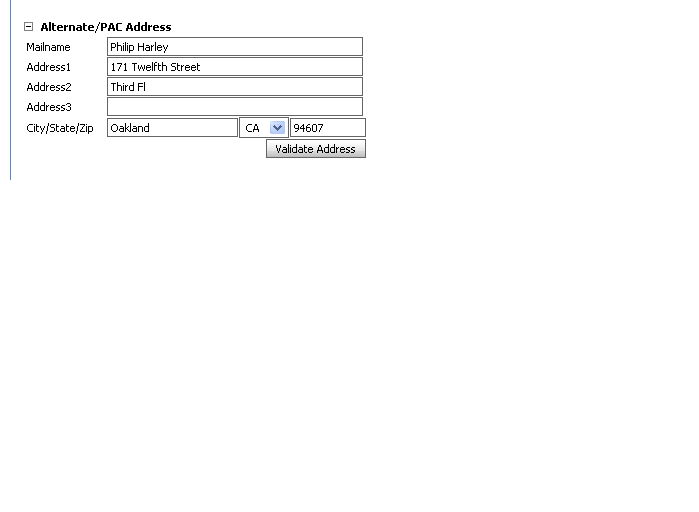 Alternate/PAC Address
Mailname Philip Harley
Address1 171 Twelfth Street
Address2 Third Fl
Address3
City/State/Zip Oakland CA 94607
Validate Address